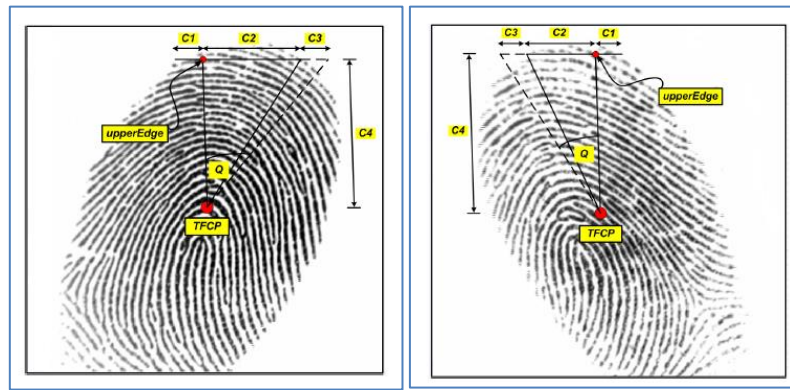 C1 C2 C3
upperEdge
C4
Q
TFCP
C3 C2 C1
upperEdge
C4
Q
TFCP